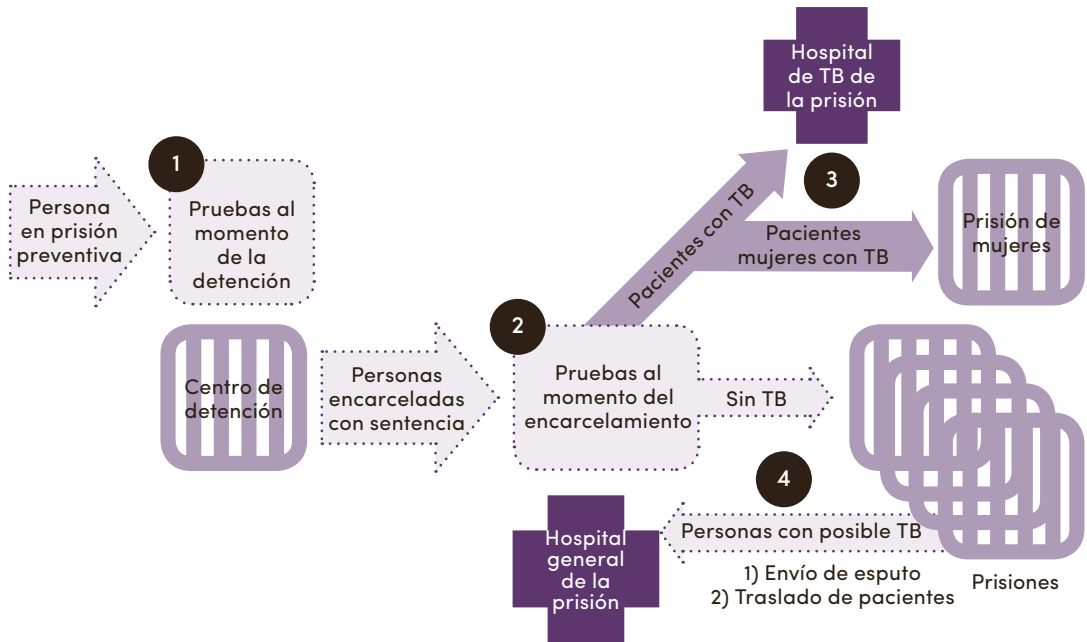 Hospital
de TB de
la prisión
1
Persona
en prisión
preventiva
Pruebas al
momento
de la
detención
Pacientes con TB
3
Pacientes
mujeres con TB
Prisión de
mujeres
Centro de
detención
Personas
encarceladas
con sentencia
2
Pruebas al
momento del
encarcelamiento
Sin TB
4
Personas con posible TB
1) Envío de esputo
2) Traslado de pacientes
Prisiones
Hospital
general
de la
prisión